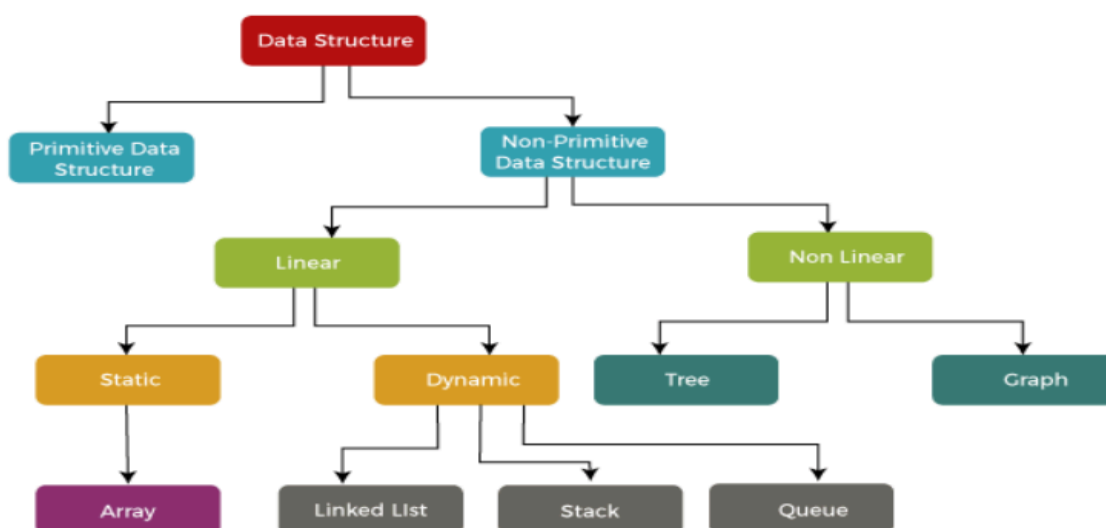 Data Structure
Primitive Data
Structure
Non-Primitive
Data Structure
Linear
Non Linear
Static
Dynamic
Tree
Graph
Array
Linked LIst
Stack
Queue